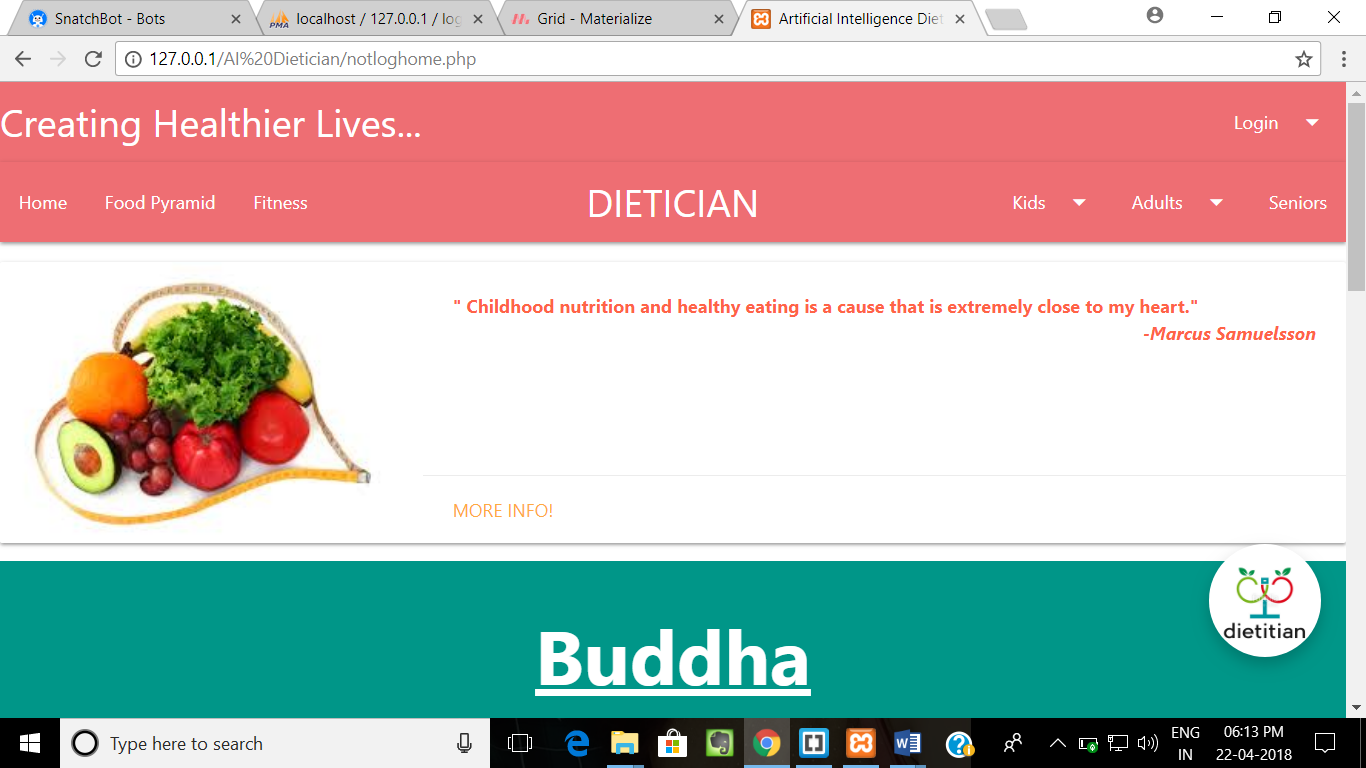 SnatchBot - Bots
localhost / 127.0.0.1 / log
Grid - Materialize
Artificial Intelligence Diet
127.0.0.1/AI%20Dietician/notloghome.php
Creating Healthier Lives...
Login
Home
Food Pyramid
Fitness
DIETICIAN
Kids
Adults
Seniors
" Childhood nutrition and healthy eating is a cause that is extremely close to my heart."
-Marcus Samuelsson
MORE INFO!
dietitian
Buddha
Type here to search
ENG
IN
06:13 PM
22-04-2018